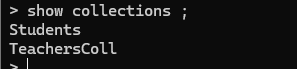 > show collections ;
Students
TeachersColl
>